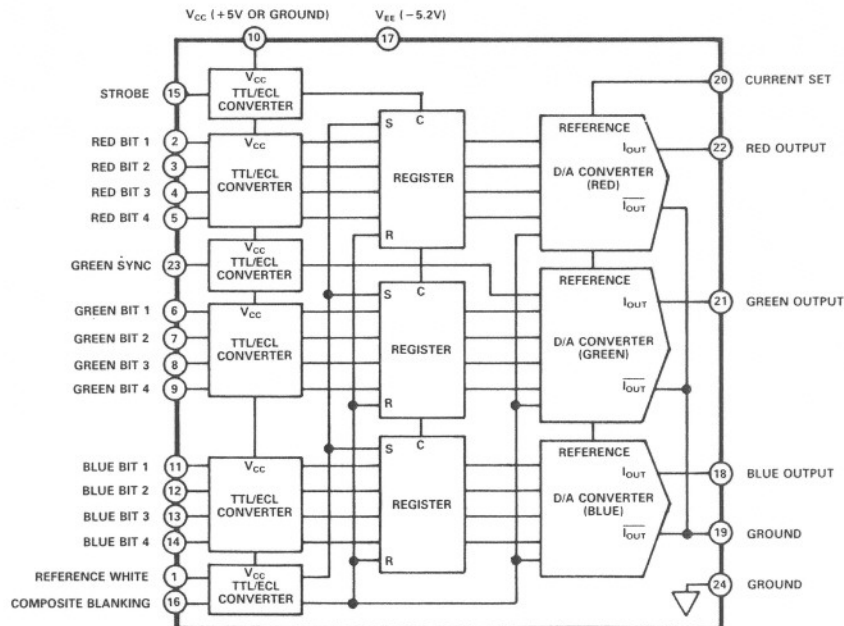 VCC (+5V OR GROUND)
VEE (−5.2V)
10
17
VCC
TTL/ECL
CONVERTER
STROBE
15
20
CURRENT SET
RED BIT 1
2
RED BIT 2
3
RED BIT 3
4
RED BIT 4
5
VCC
TTL/ECL
CONVERTER
S
C
REGISTER
R
REFERENCE
IOUT
D/A CONVERTER
(RED)
IOUT
22
RED OUTPUT
GREEN SYNC
23
VCC
TTL/ECL
CONVERTER
GREEN BIT 1
6
GREEN BIT 2
7
GREEN BIT 3
8
GREEN BIT 4
9
VCC
TTL/ECL
CONVERTER
S
C
REGISTER
R
REFERENCE
IOUT
D/A CONVERTER
(GREEN)
IOUT
21
GREEN OUTPUT
BLUE BIT 1
11
BLUE BIT 2
12
BLUE BIT 3
13
BLUE BIT 4
14
VCC
TTL/ECL
CONVERTER
S
C
REGISTER
R
REFERENCE
IOUT
D/A CONVERTER
(BLUE)
IOUT
18
BLUE OUTPUT
19
GROUND
REFERENCE WHITE
1
COMPOSITE BLANKING
16
VCC
TTL/ECL
CONVERTER
24
GROUND